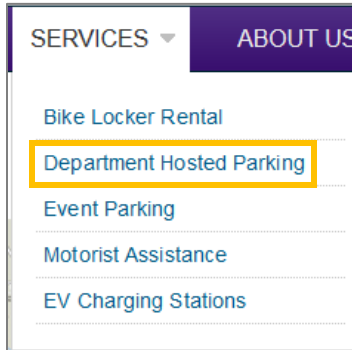 SERVICES ABOUT US
Bike Locker Rental
Department Hosted Parking
Event Parking
Motorist Assistance
EV Charging Stations